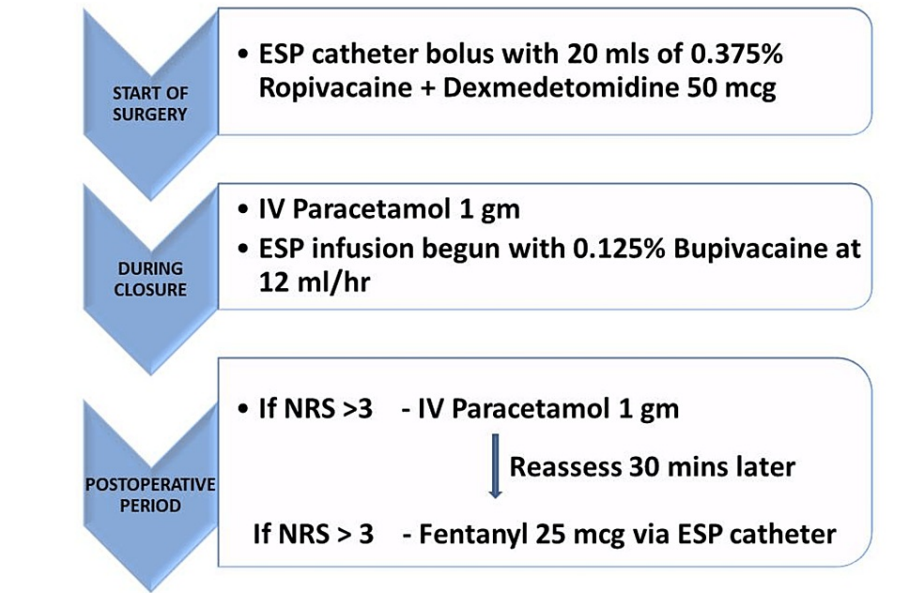 START OF
SURGERY
• ESP catheter bolus with 20 mls of 0.375%
Ropivacaine + Dexmedetomidine 50 mcg
DURING
CLOSURE
• IV Paracetamol 1 gm
• ESP infusion begun with 0.125% Bupivacaine at
12 ml/hr
POSTOPERATIVE
PERIOD
• If NRS >3 - IV Paracetamol 1 gm
Reassess 30 mins later
If NRS > 3 - Fentanyl 25 mcg via ESP catheter